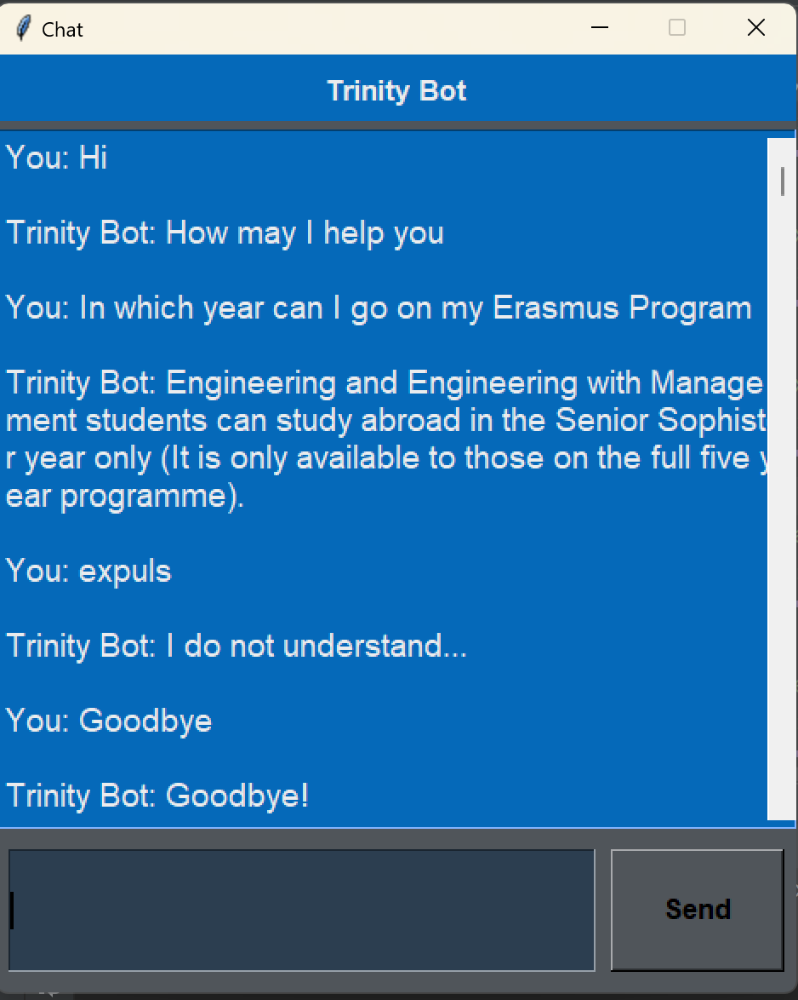 Chat
Trinity Bot
You: Hi
Trinity Bot: How may I help you
You: In which year can I go on my Erasmus Program
Trinity Bot: Engineering and Engineering with Manage
ment students can study abroad in the Senior Sophist
r year only (It is only available to those on the full five y
ear programme).
You: expuls
Trinity Bot: I do not understand...
You: Goodbye
Trinity Bot: Goodbye!
Send